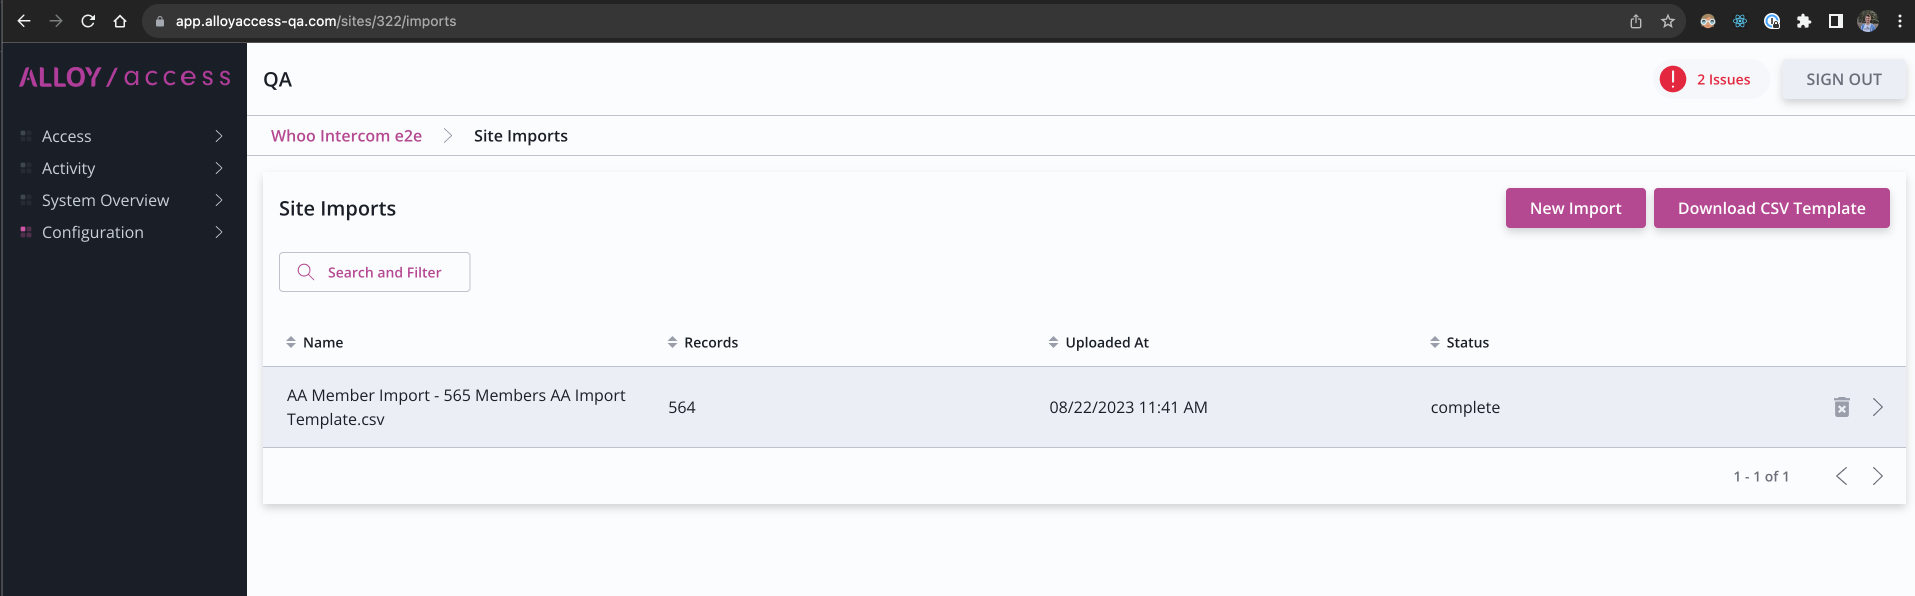 app.alloyaccess-qa.com/sites/322/imports
ALLOY/access
QA
2 Issues
SIGN OUT
Access
Activity
System Overview
Configuration
Whoo Intercom e2e
Site Imports
Site Imports
New Import
Download CSV Template
Search and Filter
Name Records Uploaded At Status
AA Member Import - 565 Members AA Import
Template.csv
564
08/22/2023 11:41 AM
complete
1 - 1 of 1